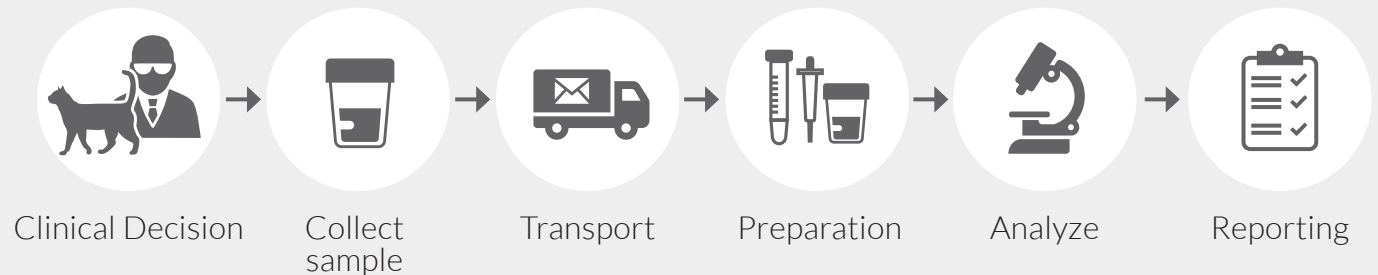 Clinical Decision
Collect
sample
Transport
Preparation
Analyze
Reporting